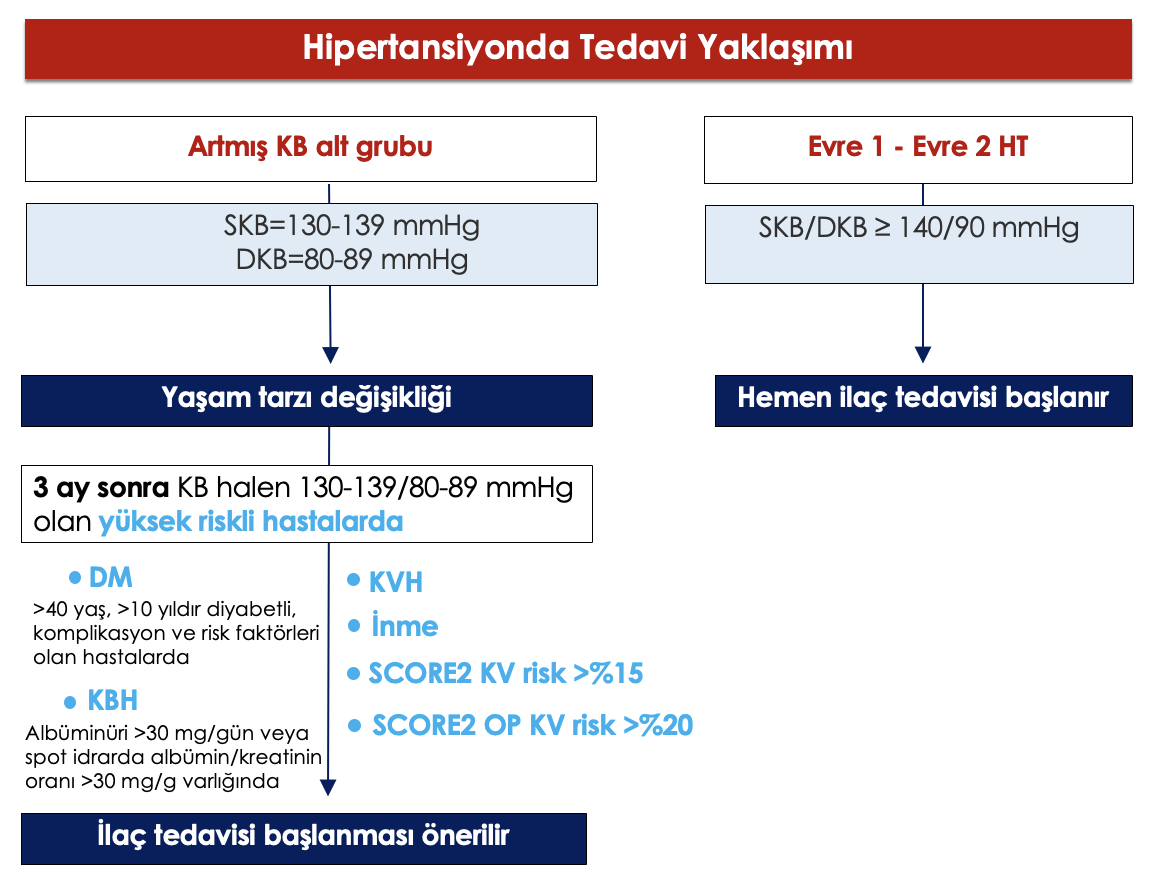 Hipertansiyonda Tedavi Yaklaşımı
Artmış KB alt grubu
SKB=130-139 mmHg
DKB=80-89 mmHg
Yaşam tarzı değişikliği
3 ay sonra KB halen 130-139/80-89 mmHg
olan yüksek riskli hastalarda
• DM
>40 yaş, >10 yıldır diyabetli,
komplikasyon ve risk faktörleri
olan hastalarda
• KBH
Albüminüri >30 mg/gün veya
spot idrarda albümin/kreatinin
oranı >30 mg/g varlığında
• KVH
• İnme
• SCORE2 KV risk >%15
• SCORE2 OP KV risk >%20
İlaç tedavisi başlanması önerilir
Evre 1 - Evre 2 HT
SKB/DKB ≥ 140/90 mmHg
Hemen ilaç tedavisi başlanır